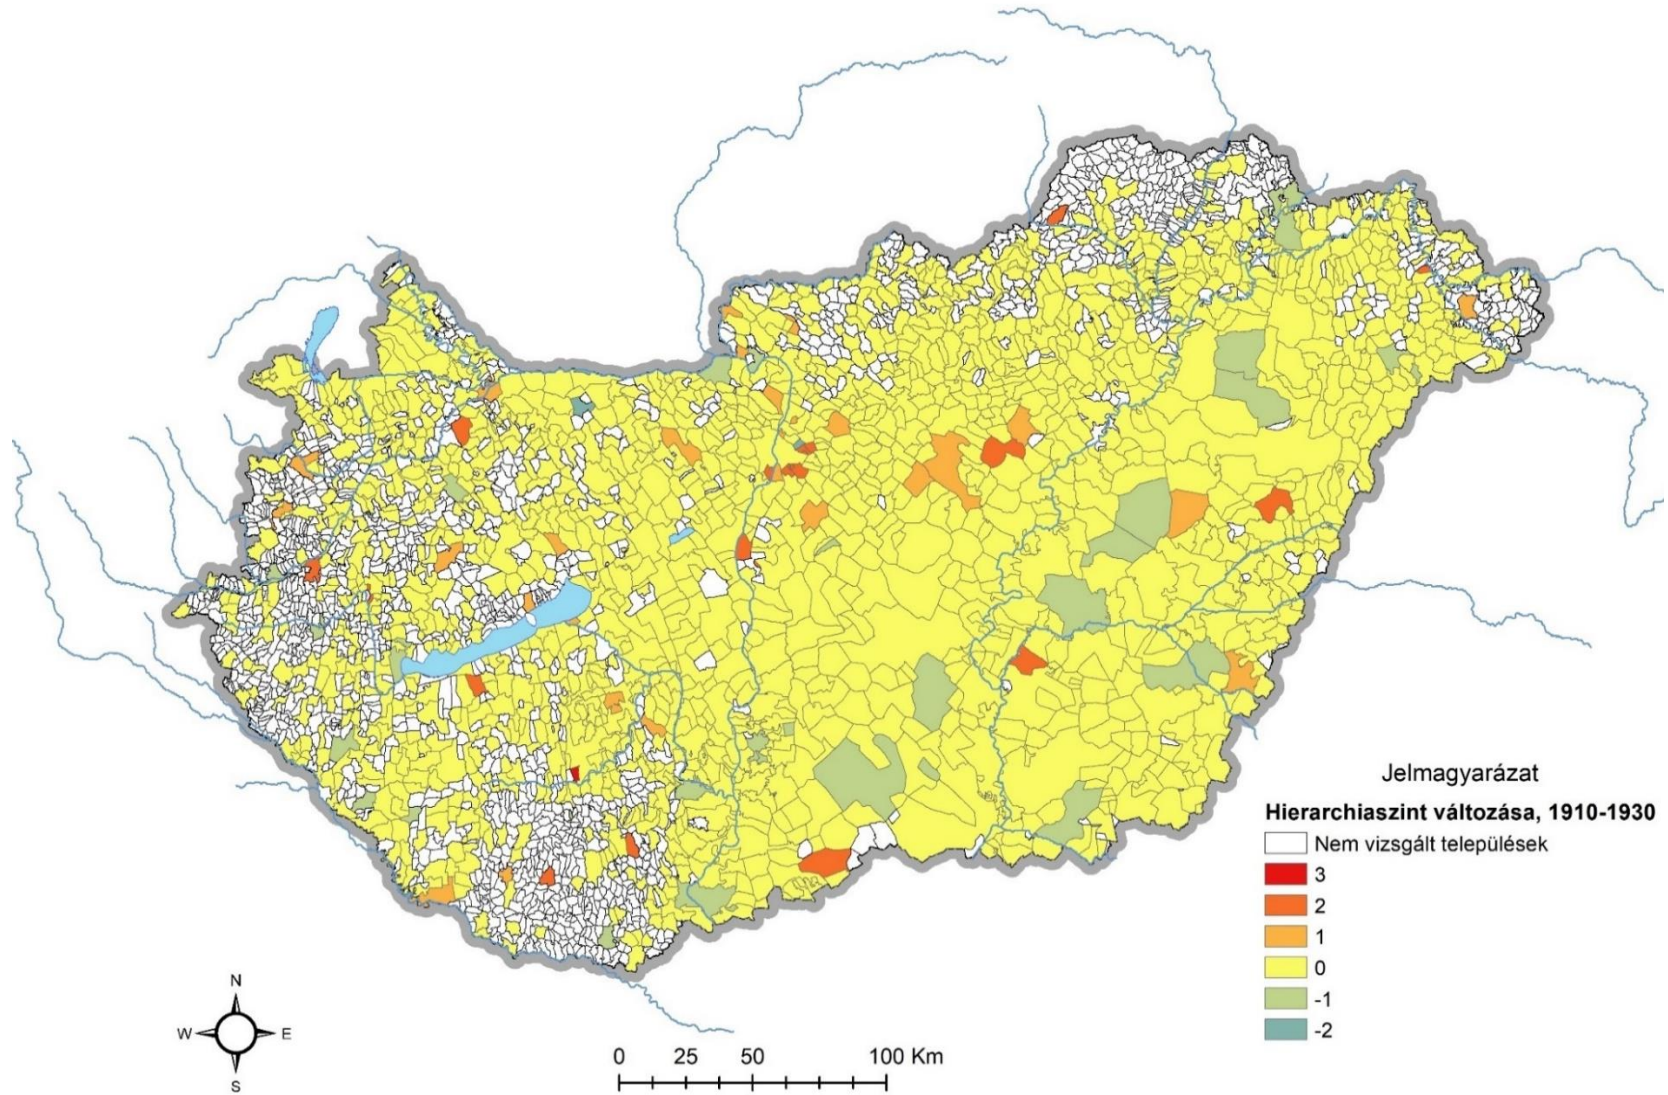 Jelmagyarázat
Hierarchiaszint változása, 1910-1930
Nem vizsgált települések
3
2
1
0
-1
-2
N
W E
S
0 25 50 100 Km